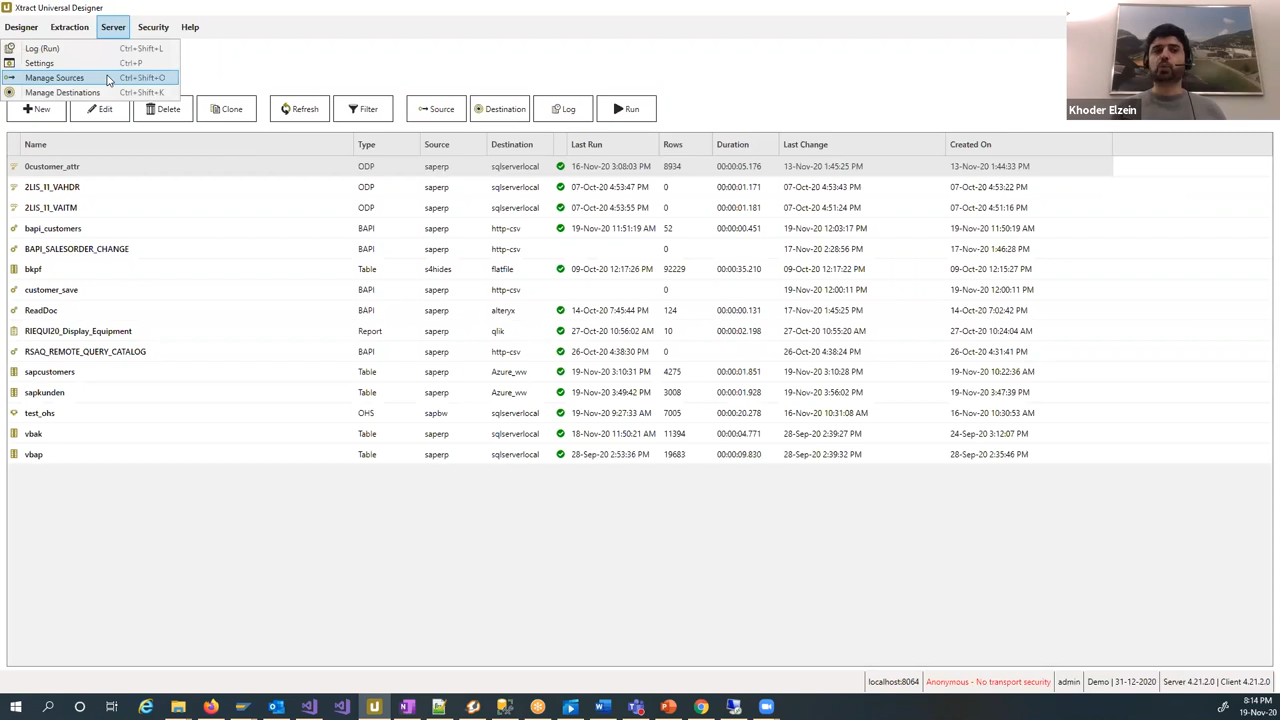 Xtract Universal Designer
Designer Extraction Server Security Help
Log (Run) Ctrl+Shift+L
Settings Ctrl+P
Manage Sources Ctrl+Shift+O
Manage Destinations Ctrl+Shift+K
Khoder Elzein
New Edit Delete Clone Refresh Filter Source Destination Log Run
Name Type Source Destination Last Run Rows Duration Last Change Created On
0customer_attr ODP saperp sqlserverlocal 16-Nov-20 3:08:03 PM 8934 00:00:05.176 13-Nov-20 1:45:25 PM 13-Nov-20 1:44:33 PM
2LIS_11_VAHDR ODP saperp sqlserverlocal 07-Oct-20 4:53:47 PM 0 00:00:01.171 07-Oct-20 4:53:43 PM 07-Oct-20 4:53:22 PM
2LIS_11_VAITM ODP saperp sqlserverlocal 07-Oct-20 4:53:55 PM 0 00:00:01.181 07-Oct-20 4:51:24 PM 07-Oct-20 4:51:16 PM
bapi_customers BAPI saperp http-csv 19-Nov-20 11:51:19 AM 52 00:00:00.451 19-Nov-20 12:03:17 PM 19-Nov-20 11:50:19 AM
BAPI_SALESORDER_CHANGE BAPI saperp http-csv 0 17-Nov-20 2:28:56 PM 17-Nov-20 1:46:28 PM
bkpf Table s4hides flatfile 09-Oct-20 12:17:26 PM 92229 00:00:35.210 09-Oct-20 12:17:22 PM 09-Oct-20 12:15:27 PM
customer_save BAPI saperp http-csv 0 19-Nov-20 12:00:11 PM 19-Nov-20 12:00:11 PM
ReadDoc BAPI saperp alteryx 14-Oct-20 7:45:44 PM 124 00:00:00.131 17-Nov-20 1:45:25 PM 14-Oct-20 7:02:42 PM
RIEQUI20_Display_Equipment Report saperp qlik 27-Oct-20 10:56:02 AM 10 00:00:02.198 27-Oct-20 10:55:20 AM 27-Oct-20 10:24:04 AM
RSAQ_REMOTE_QUERY_CATALOG BAPI saperp http-csv 26-Oct-20 4:38:30 PM 0 26-Oct-20 4:38:24 PM 26-Oct-20 4:31:41 PM
sapcustomers Table saperp Azure_ww 19-Nov-20 3:10:31 PM 4275 00:00:01.851 19-Nov-20 3:10:28 PM 19-Nov-20 10:22:36 AM
sapkunden Table saperp Azure_ww 19-Nov-20 3:49:42 PM 3008 00:00:01.928 19-Nov-20 3:56:02 PM 19-Nov-20 3:47:39 PM
test_ohs OHS sapbw sqlserverlocal 19-Nov-20 9:27:33 AM 7005 00:00:20.278 16-Nov-20 10:31:08 AM 16-Nov-20 10:30:53 AM
vbak Table saperp sqlserverlocal 18-Nov-20 11:50:21 AM 11394 00:00:04.771 28-Sep-20 2:39:27 PM 24-Sep-20 3:12:07 PM
vbap Table saperp sqlserverlocal 28-Sep-20 2:53:36 PM 19683 00:00:09.830 28-Sep-20 2:39:32 PM 28-Sep-20 2:35:46 PM
localhost:8064 Anonymous - No transport security admin Demo | 31-12-2020 Server 4.21.2.0 | Client 4.21.2.0
8:14 PM
19-Nov-20